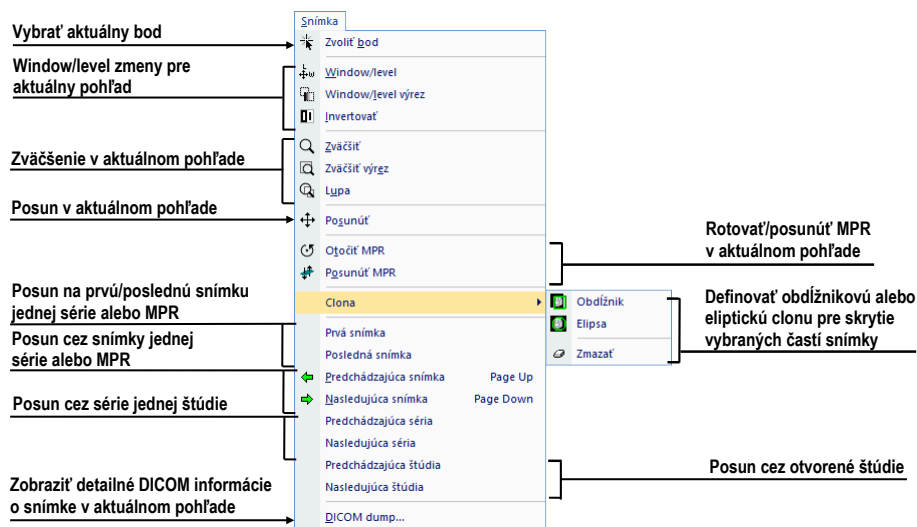 Snímka
Vybrať aktuálny bod
Zvoliť bod
Window/level zmeny pre
aktuálny pohľad
Window/level
Window/level výrez
Invertovať
Zväčšenie v aktuálnom pohľade
Zväčšiť
Zväčšiť výrez
Lupa
Posun v aktuálnom pohľade
Posunúť
Rotovať/posunúť MPR
v aktuálnom pohľade
Otočiť MPR
Posunúť MPR
Clona
Obdĺžnik
Elipsa
Zmazať
Definovať obdĺžnikovú alebo
eliptickú clonu pre skrytie
vybraných častí snímky
Posun na prvú/poslednú snímku
jednej série alebo MPR
Prvá snímka
Posledná snímka
Posun cez snímky jednej
série alebo MPR
Predchádzajúca snímka Page Up
Nasledujúca snímka Page Down
Posun cez série jednej štúdie
Predchádzajúca séria
Nasledujúca séria
Predchádzajúca štúdia
Nasledujúca štúdia
Posun cez otvorené štúdie
Zobraziť detailné DICOM informácie
o snímke v aktuálnom pohľade
DICOM dump...